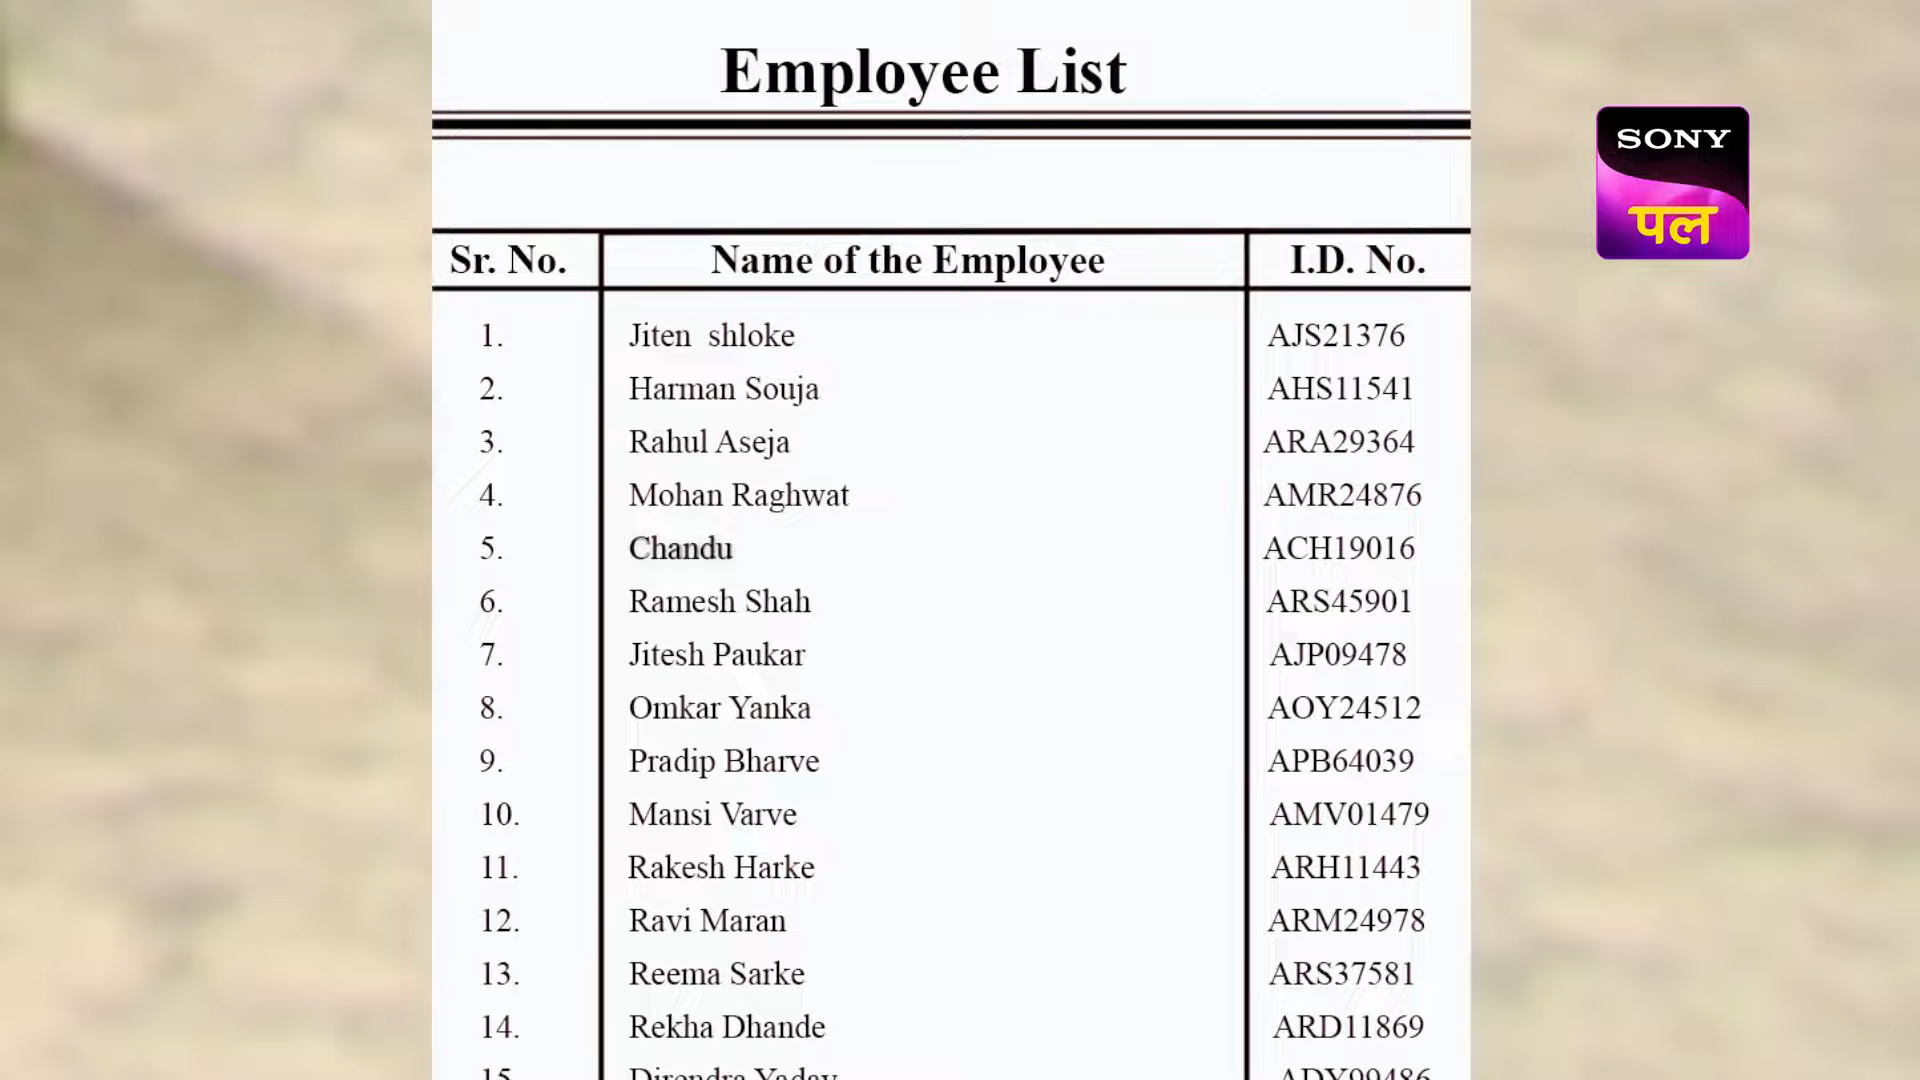 Employee List
SONY
पल
Sr. No. Name of the Employee I.D. No.
1. Jiten shloke AJS21376
2. Harman Souja AHS11541
3. Rahul Aseja ARA29364
4. Mohan Raghwat AMR24876
5. Chandu ACH19016
6. Ramesh Shah ARS45901
7. Jitesh Paukar AJP09478
8. Omkar Yanka AOY24512
9. Pradip Bharve APB64039
10. Mansi Varve AMV01479
11. Rakesh Harke ARH11443
12. Ravi Maran ARM24978
13. Reema Sarke ARS37581
14. Rekha Dhande ARD11869
15. Direndra Yadav ADY99486